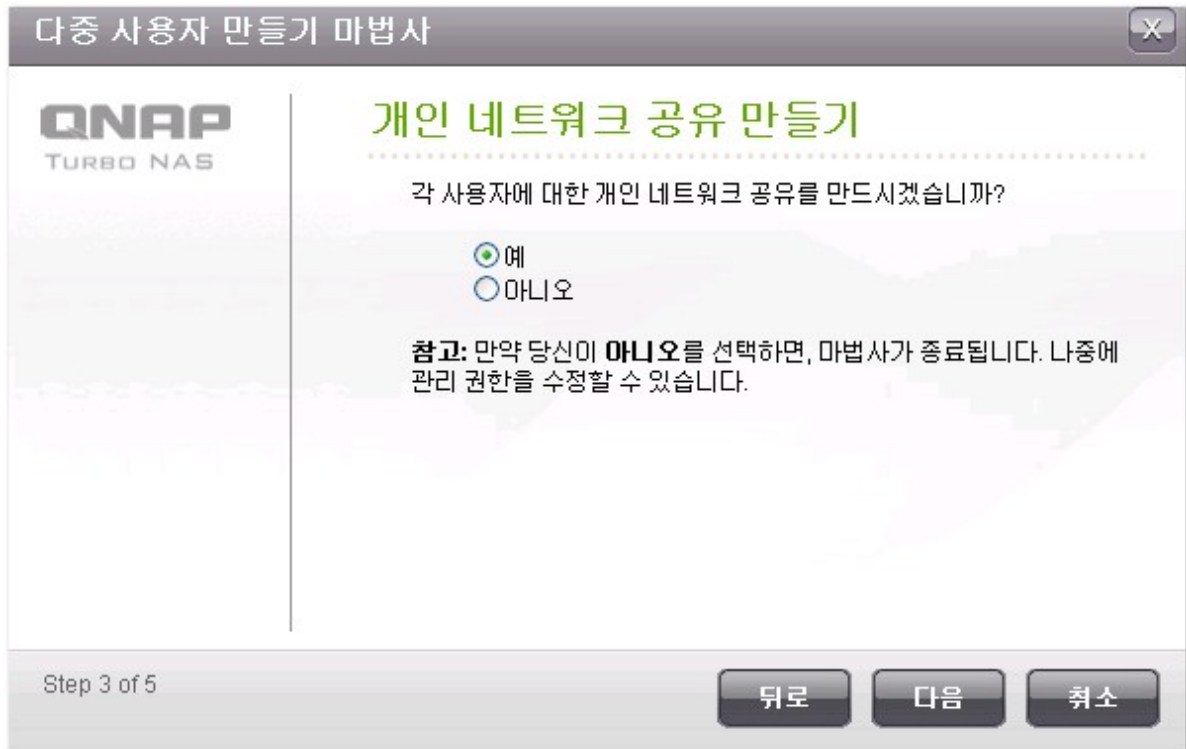 다중 사용자 만들기 마법사
X
QNAP
TURBO NAS
개인 네트워크 공유 만들기
각 사용자에 대한 개인 네트워크 공유를 만드시겠습니까?
예
아니오
참고: 만약 당신이 아니오를 선택하면, 마법사가 종료됩니다. 나중에
관리 권한을 수정할 수 있습니다.
Step 3 of 5
뒤로
다음
취소